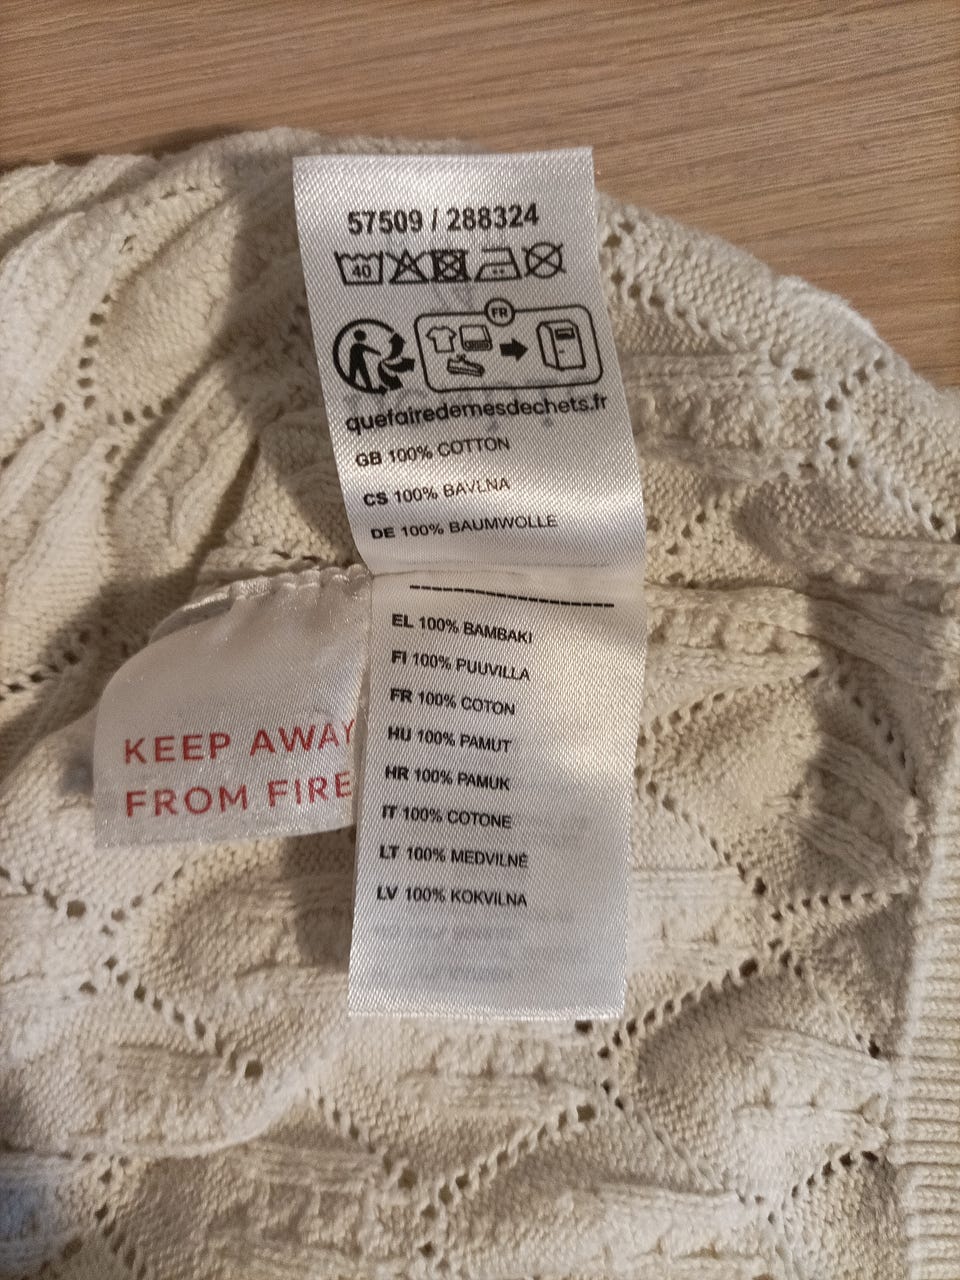 57509 / 288324
40
FR
quefairedemesdechets.fr
GB 100% COTTON
CS 100% BAVLNA
DE 100% BAUMWOLLE
EL 100% BAMBAKI
FI 100% PUUVILLA
FR 100% COTON
HU 100% PAMUT
HR 100% PAMUK
IT 100% COTONE
LT 100% MEDVILNĖ
LV 100% KOKVILNA
KEEP AWAY
FROM FIRE